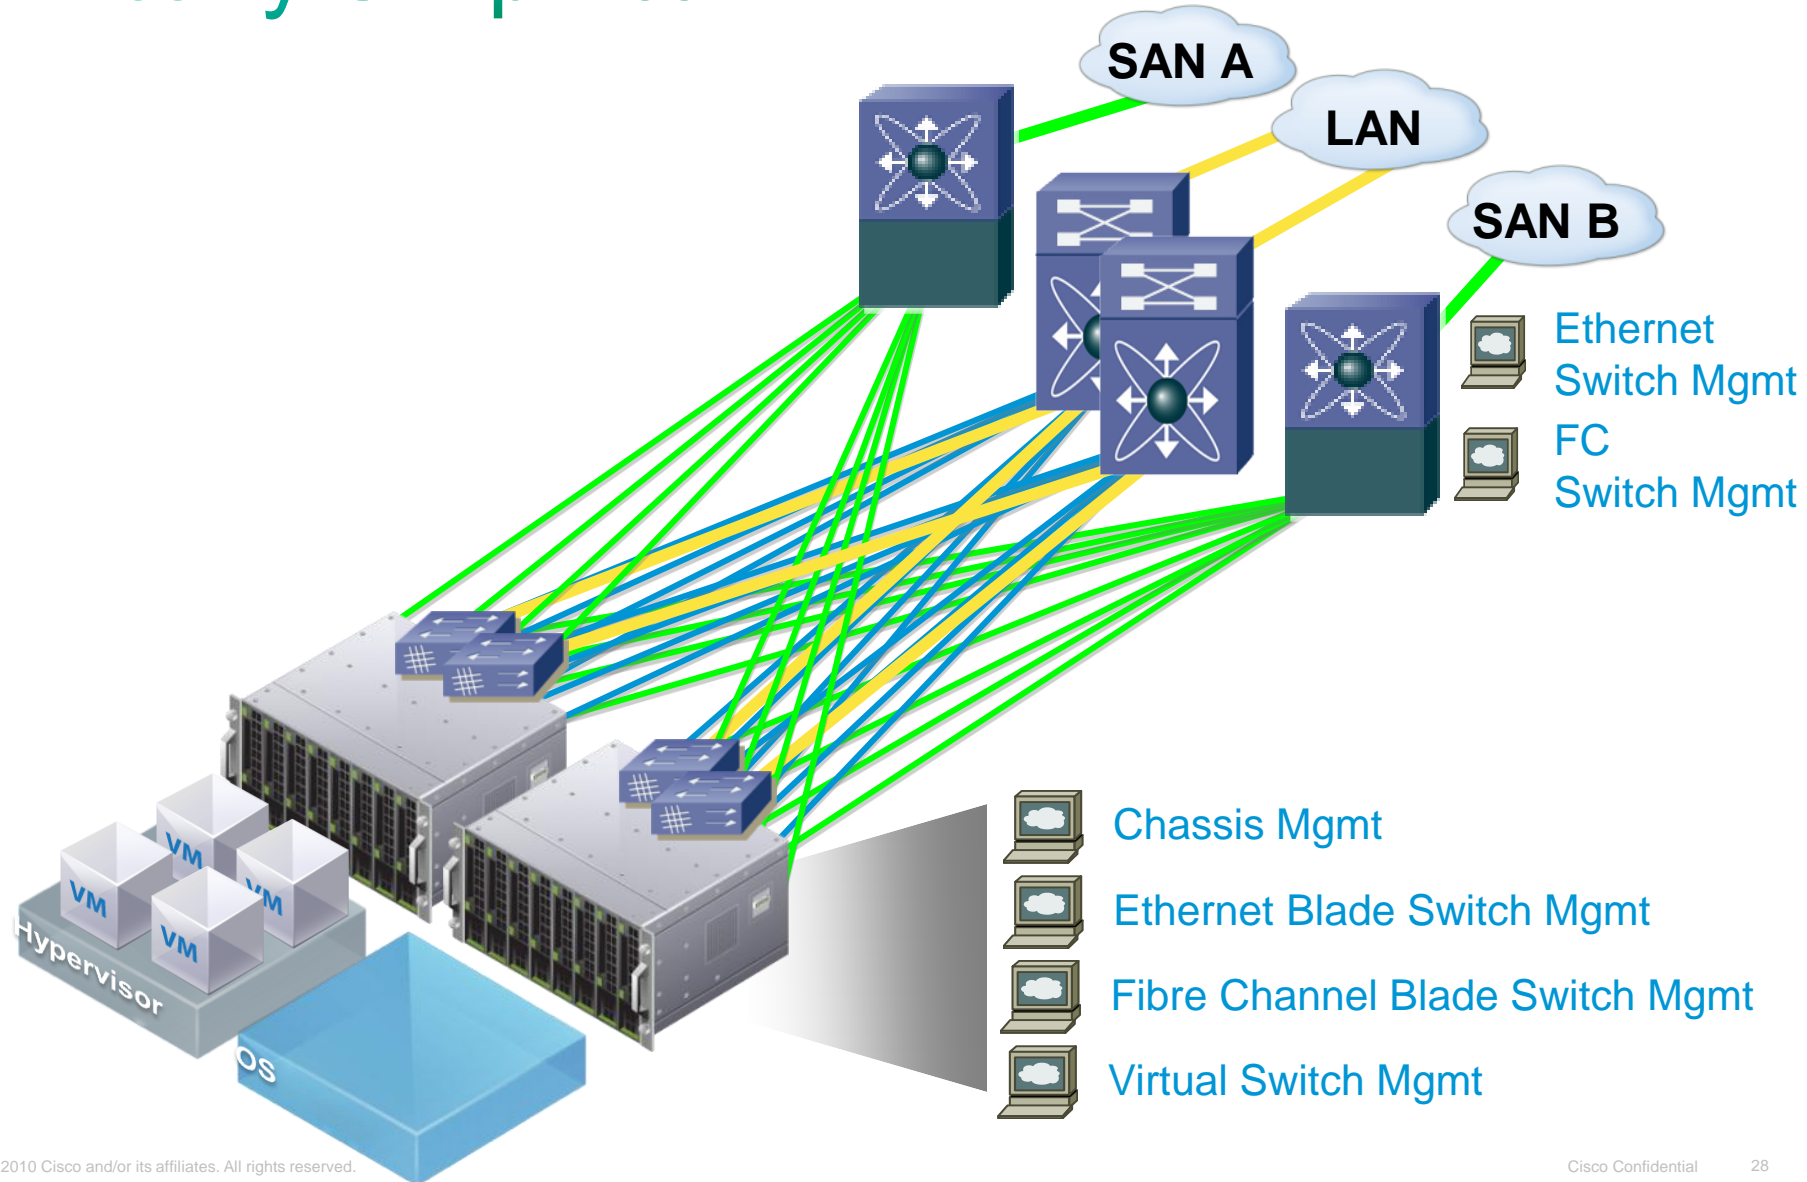 SAN A
LAN
SAN B
Ethernet
Switch Mgmt
FC
Switch Mgmt
Chassis Mgmt
Ethernet Blade Switch Mgmt
Fibre Channel Blade Switch Mgmt
Virtual Switch Mgmt
VM
VM
VM
VM
Hypervisor
OS
2010 Cisco and/or its affiliates. All rights reserved.
Cisco Confidential
28